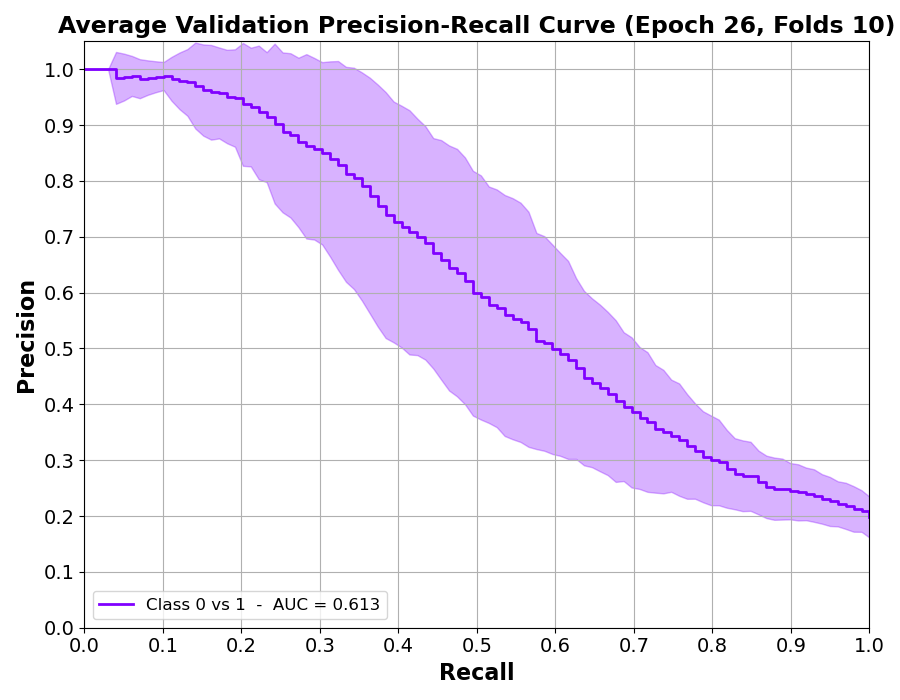 Average Validation Precision-Recall Curve (Epoch 26, Folds 10)
1.0
0.9
0.8
0.7
0.6
0.5
0.4
0.3
0.2
0.1
0.0
Precision
Class 0 vs 1 - AUC = 0.613
0.0 0.1 0.2 0.3 0.4 0.5 0.6 0.7 0.8 0.9 1.0
Recall